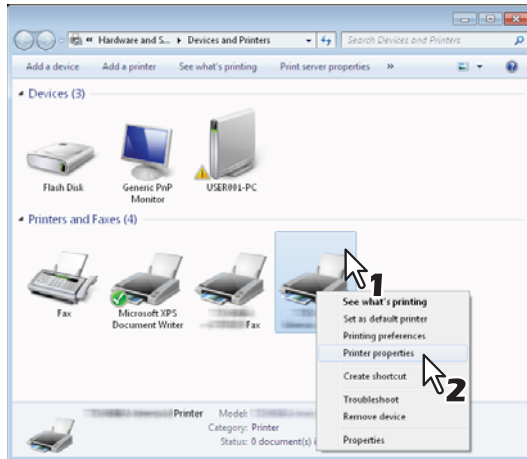 « Hardware and S... ▸ Devices and Printers
Search Devices and Printers
Add a device Add a printer See what's printing Print server properties »
Devices (3)
Flash Disk
Generic PnP
Monitor
USER001-PC
Printers and Faxes (4)
Fax
Microsoft XPS
Document Writer
Fax
1
See what's printing
Set as default printer
Printing preferences
Printer properties
Create shortcut
2
Troubleshoot
Remove device
Properties
Printer Model:
Category: Printer
Status: 0 document(s)